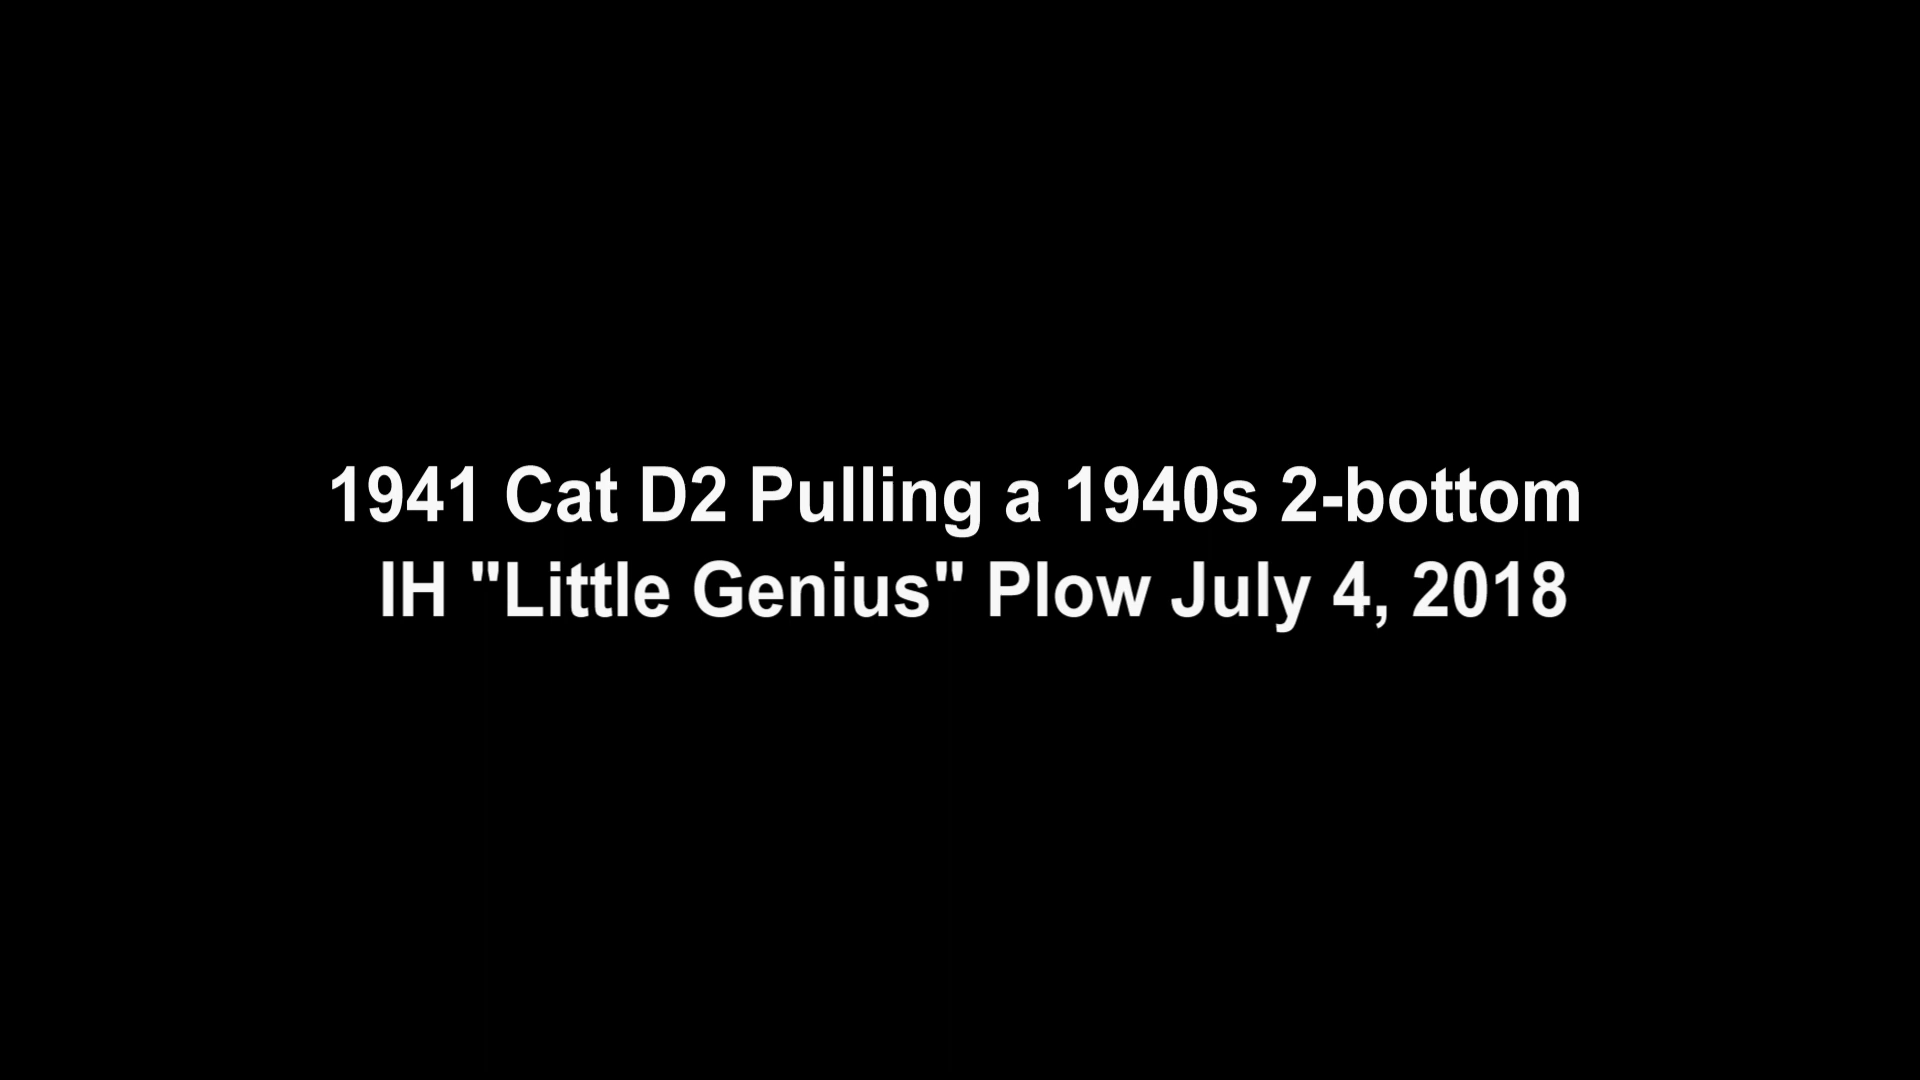 1941 Cat D2 Pulling a 1940s 2-bottom
IH "Little Genius" Plow July 4, 2018